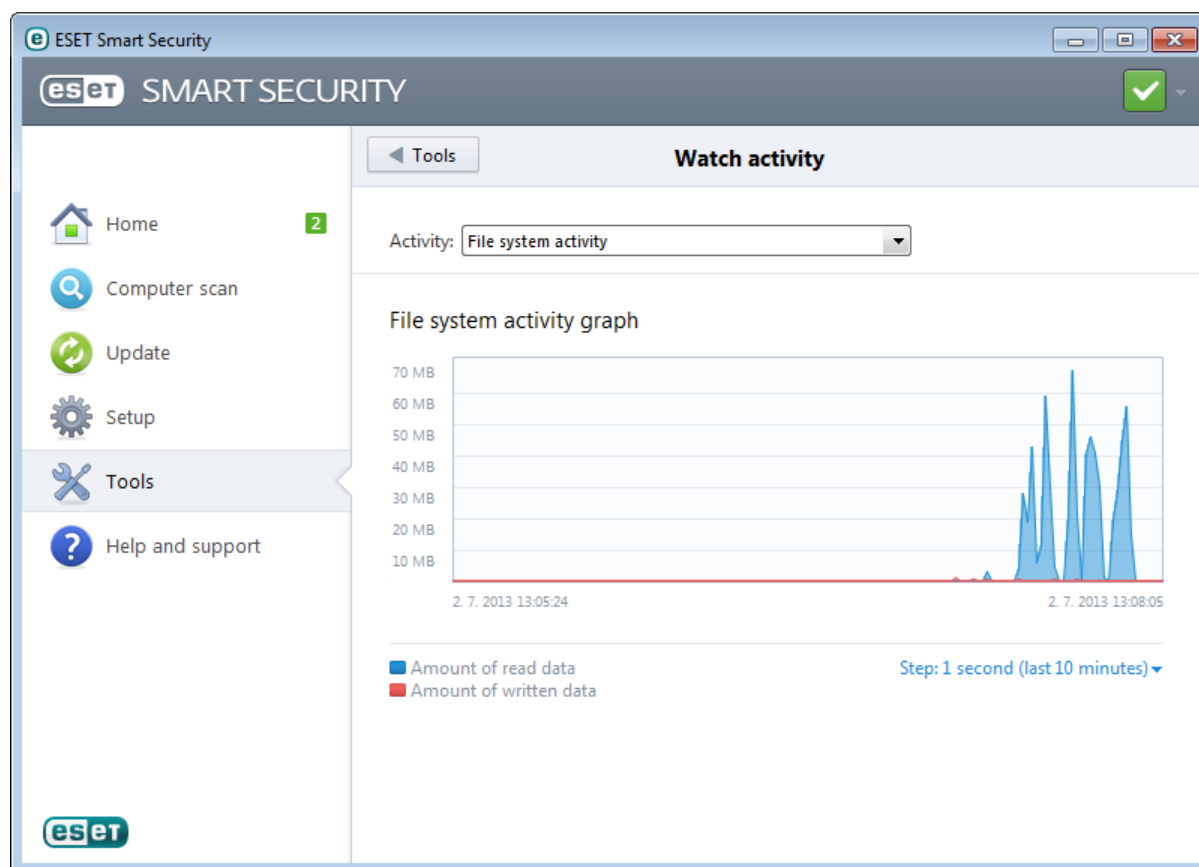 ESET Smart Security
eset SMART SECURITY
Tools
Watch activity
Home 2
Computer scan
Update
Setup
Tools
Help and support
Activity: File system activity
File system activity graph
70 MB
60 MB
50 MB
40 MB
30 MB
20 MB
10 MB
2. 7. 2013 13:05:24
2. 7. 2013 13:08:05
Amount of read data
Amount of written data
Step: 1 second (last 10 minutes)
eset